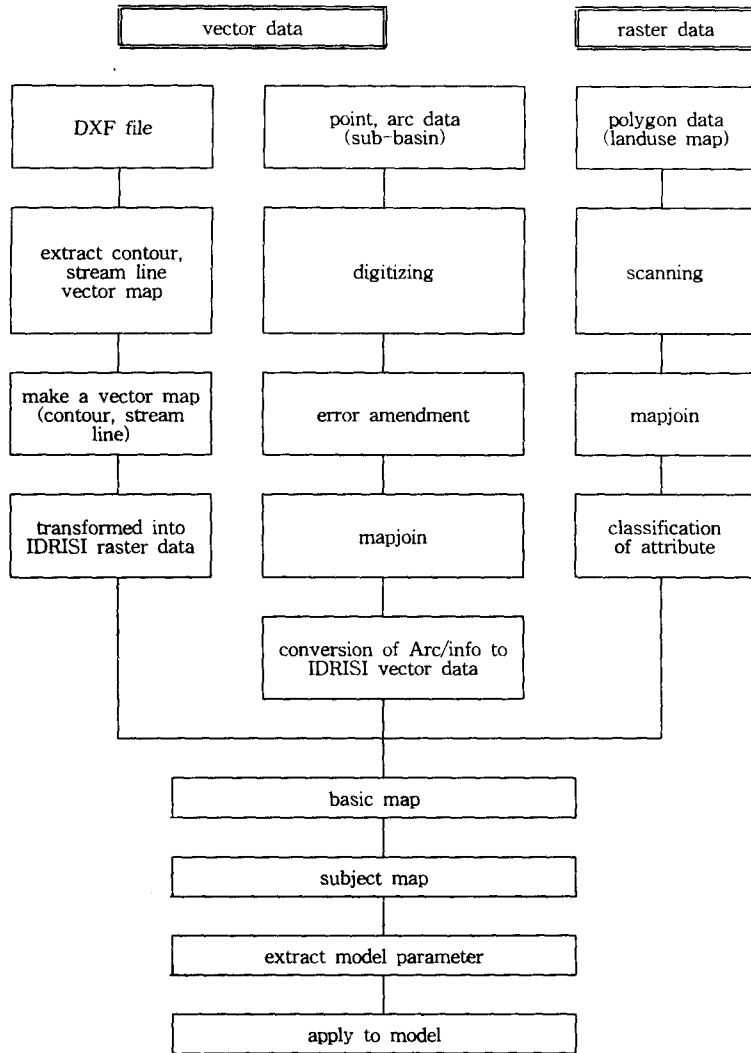 vector data
raster data
DXF file
point, arc data
(sub-basin)
polygon data
(landuse map)
extract contour,
stream line
vector map
digitizing
scanning
make a vector map
(contour, stream
line)
error amendment
mapjoin
transformed into
IDRISI raster data
mapjoin
classification
of attribute
conversion of Arc/info to
IDRISI vector data
basic map
subject map
extract model parameter
apply to model